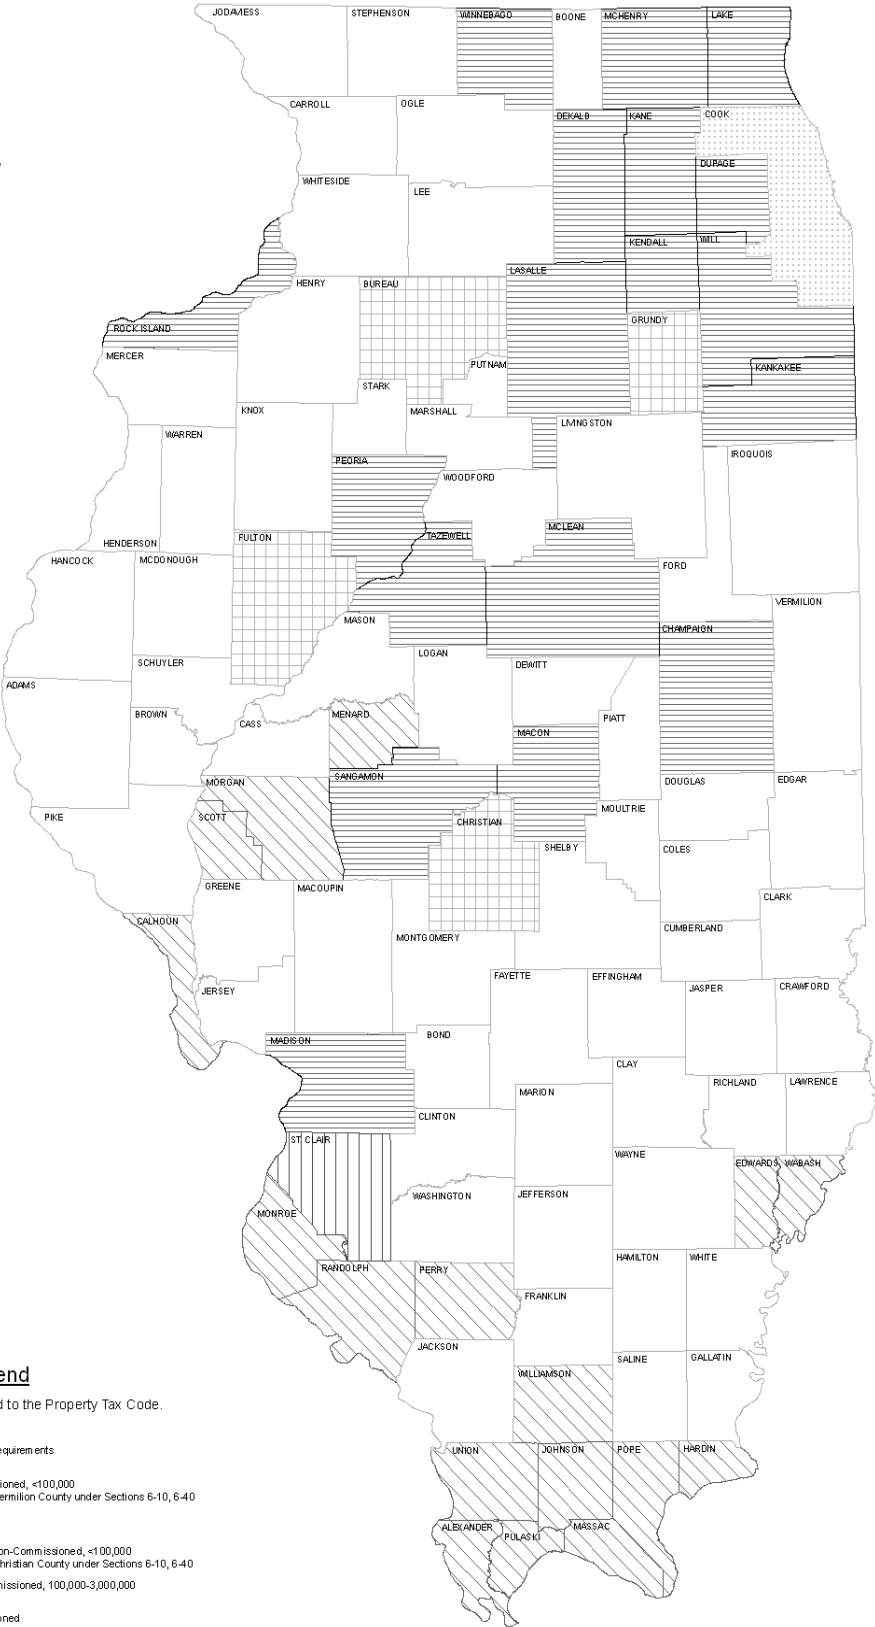 JODAVIESS
STEPHENSON
WINNEBAGO
BOONE
MCHENRY
LAKE
CARROLL
OGLE
DEKALB
KANE
COOK
DUPAGE
WHITESIDE
LEE
KENDALL
WILL
LASALLE
HENRY
BUREAU
GRUNDY
ROCK ISLAND
MERCER
PUTNAM
KANKAKEE
STARK
KNOX
MARSHALL
LIVINGSTON
WARREN
IROQUOIS
PEORIA
WOODFORD
MCLEAN
TAZEWELL
FULTON
HENDERSON
HANCOCK
MCDONOUGH
FORD
VERMILION
MASON
CHAMPAIGN
LOGAN
DEWITT
SCHUYLER
ADAMS
BROWN
CASS
MENARD
PIATT
MACON
SANGAMON
MORGAN
DOUGLAS
EDGAR
PIKE
SCOTT
CHRISTIAN
MOULTRIE
SHELBY
COLES
GREENE
MACOUPIN
CLARK
CALHOUN
CUMBERLAND
MONTGOMERY
FAYETTE
EFFINGHAM
JERSEY
JASPER
CRAWFORD
MADISON
BOND
CLAY
RICHLAND
LAWRENCE
MARION
CLINTON
ST CLAIR
WAYNE
EDWARDS
WABASH
WASHINGTON
JEFFERSON
MONROE
HAMILTON
WHITE
RANDOLPH
PERRY
FRANKLIN
JACKSON
SALINE
GALLATIN
WILLIAMSON
end
d to the Property Tax Code.
equirements
UNION
JOHNSON
POPE
HARDIN
ioned, <100,000
ermilion County under Sections 6-10, 6-40
ALEXANDER
PULASKI
MASSAC
on-Commissioned, <100,000
hristian County under Sections 6-10, 6-40
missioned, 100,000-3,000,000
oned